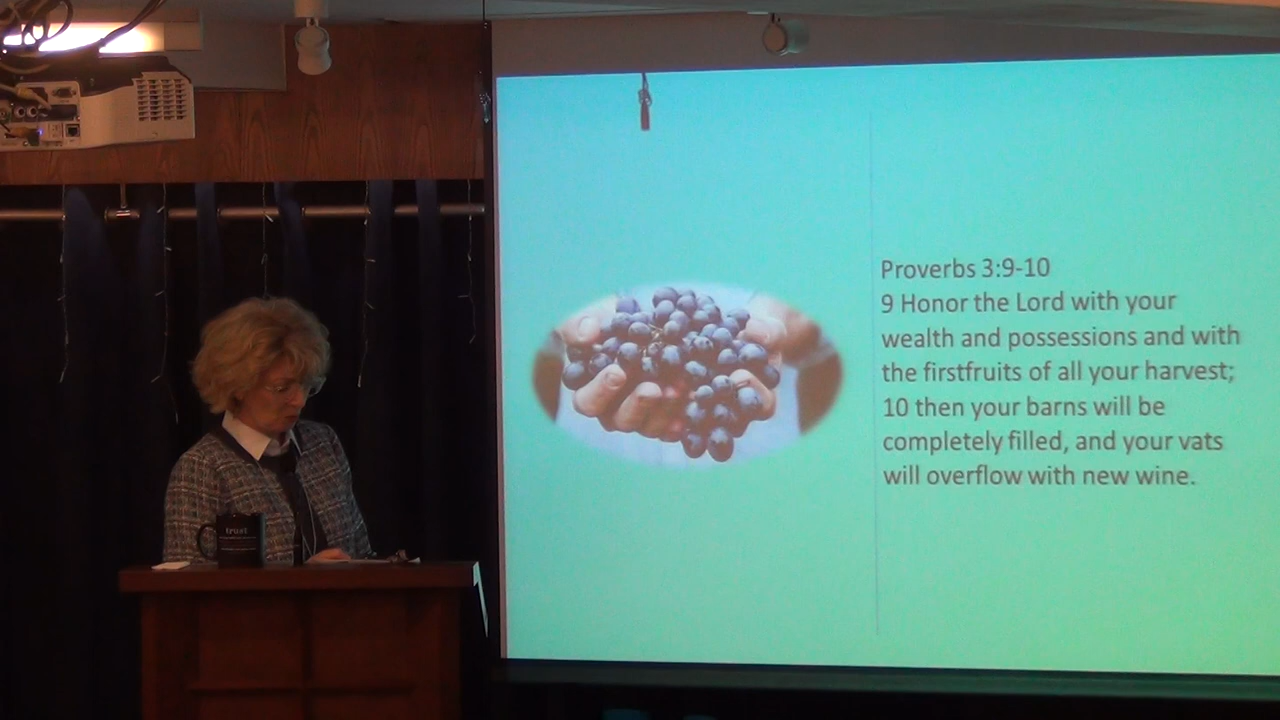 trust
Proverbs 3:9-10
9 Honor the Lord with your
wealth and possessions and with
the firstfruits of all your harvest;
10 then your barns will be
completely filled, and your vats
will overflow with new wine.